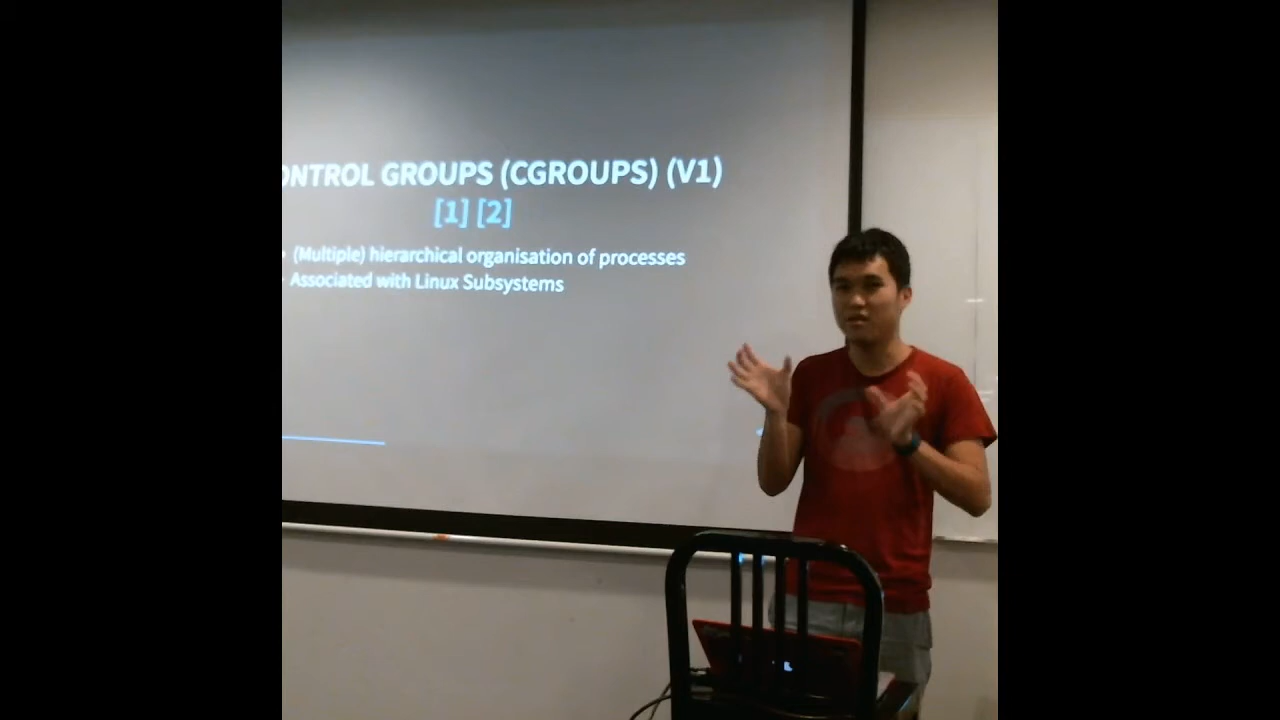 ONTROL GROUPS (CGROUPS) (V1)
[1] [2]
(Multiple) hierarchical organisation of processes
Associated with Linux Subsystems